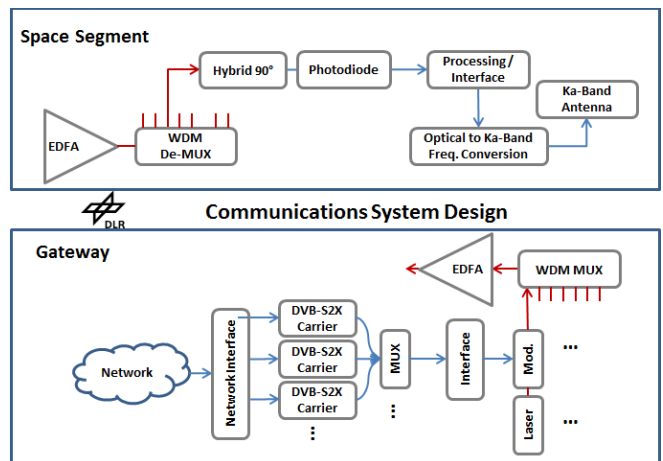 Space Segment
Hybrid 90°
Photodiode
Processing /
Interface
Ka-Band
Antenna
EDFA
WDM
De-MUX
Optical to Ka-Band
Freq. Conversion
DLR
Communications System Design
Gateway
EDFA
WDM MUX
Network
Network Interface
DVB-S2X
Carrier
DVB-S2X
Carrier
DVB-S2X
Carrier
...
MUX
...
Interface
Mod.
...
Laser
...